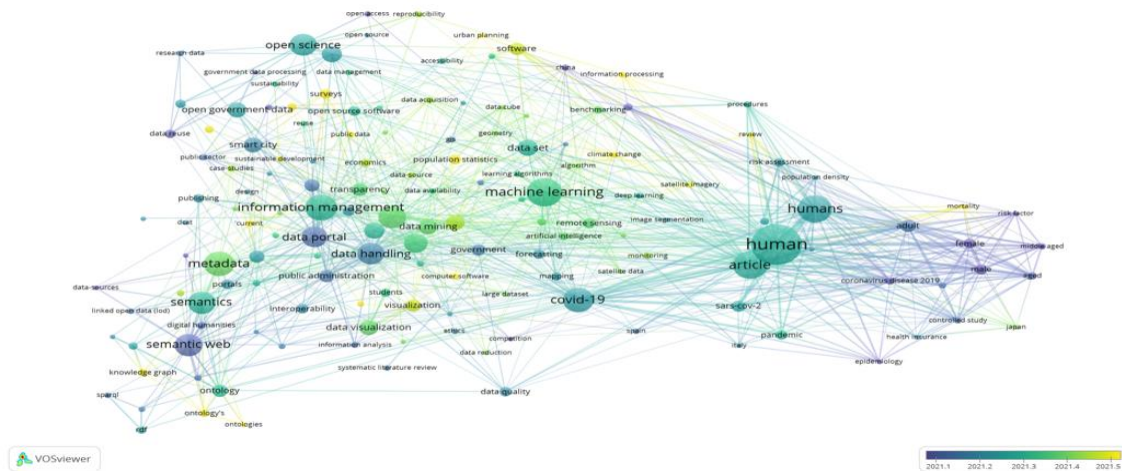 open access
reproducibility
open source
urban planning
open science
software
research data
accessibility
china
government data processing
data management
information processing
sustainability
surveys
data acquisition
data cube
benchmarking
procedures
open government data
open source software
reuse
public data
geometry
data reuse
review
smart city
gis
data set
algorithm
climate change
public sector
sustainable development
economics
population statistics
risk assessment
case studies
data source
learning algorithms
population density
design
transparency
data availability
machine learning
deep learning
satellite imagery
publishing
information management
humans
mortality
risk factor
dcat
current
data mining
remote sensing
image segmentation
adult
data portal
artificial intelligence
human
female
middle aged
metadata
data handling
government
forecasting
monitoring
article
male
aged
data sources
portals
public administration
computer software
mapping
satellite data
coronavirus disease 2019
semantics
students
large dataset
covid-19
linked open data (lod)
interoperability
visualization
sars-cov-2
digital humanities
data visualization
ethics
spain
controlled study
japan
semantic web
information analysis
competition
pandemic
health insurance
data reduction
italy
epidemiology
knowledge graph
systematic literature review
sparql
ontology
data quality
ontology's
rdf
ontologies
VOSviewer
2021.1 2021.2 2021.3 2021.4 2021.5